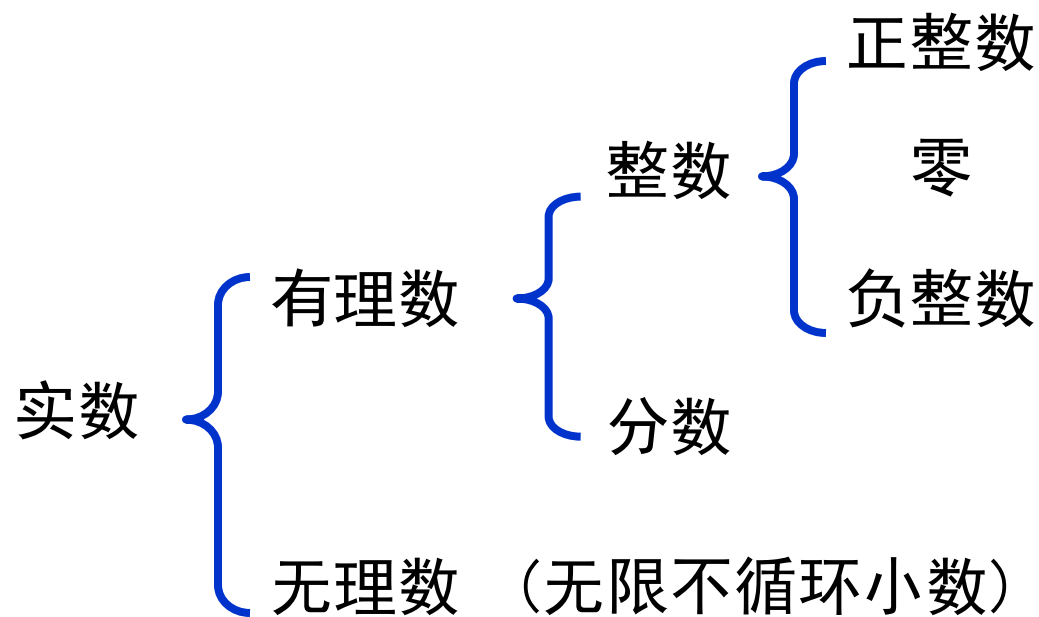 正整数
整数
零
有理数
负整数
实数
分数
无理数 （无限不循环小数）